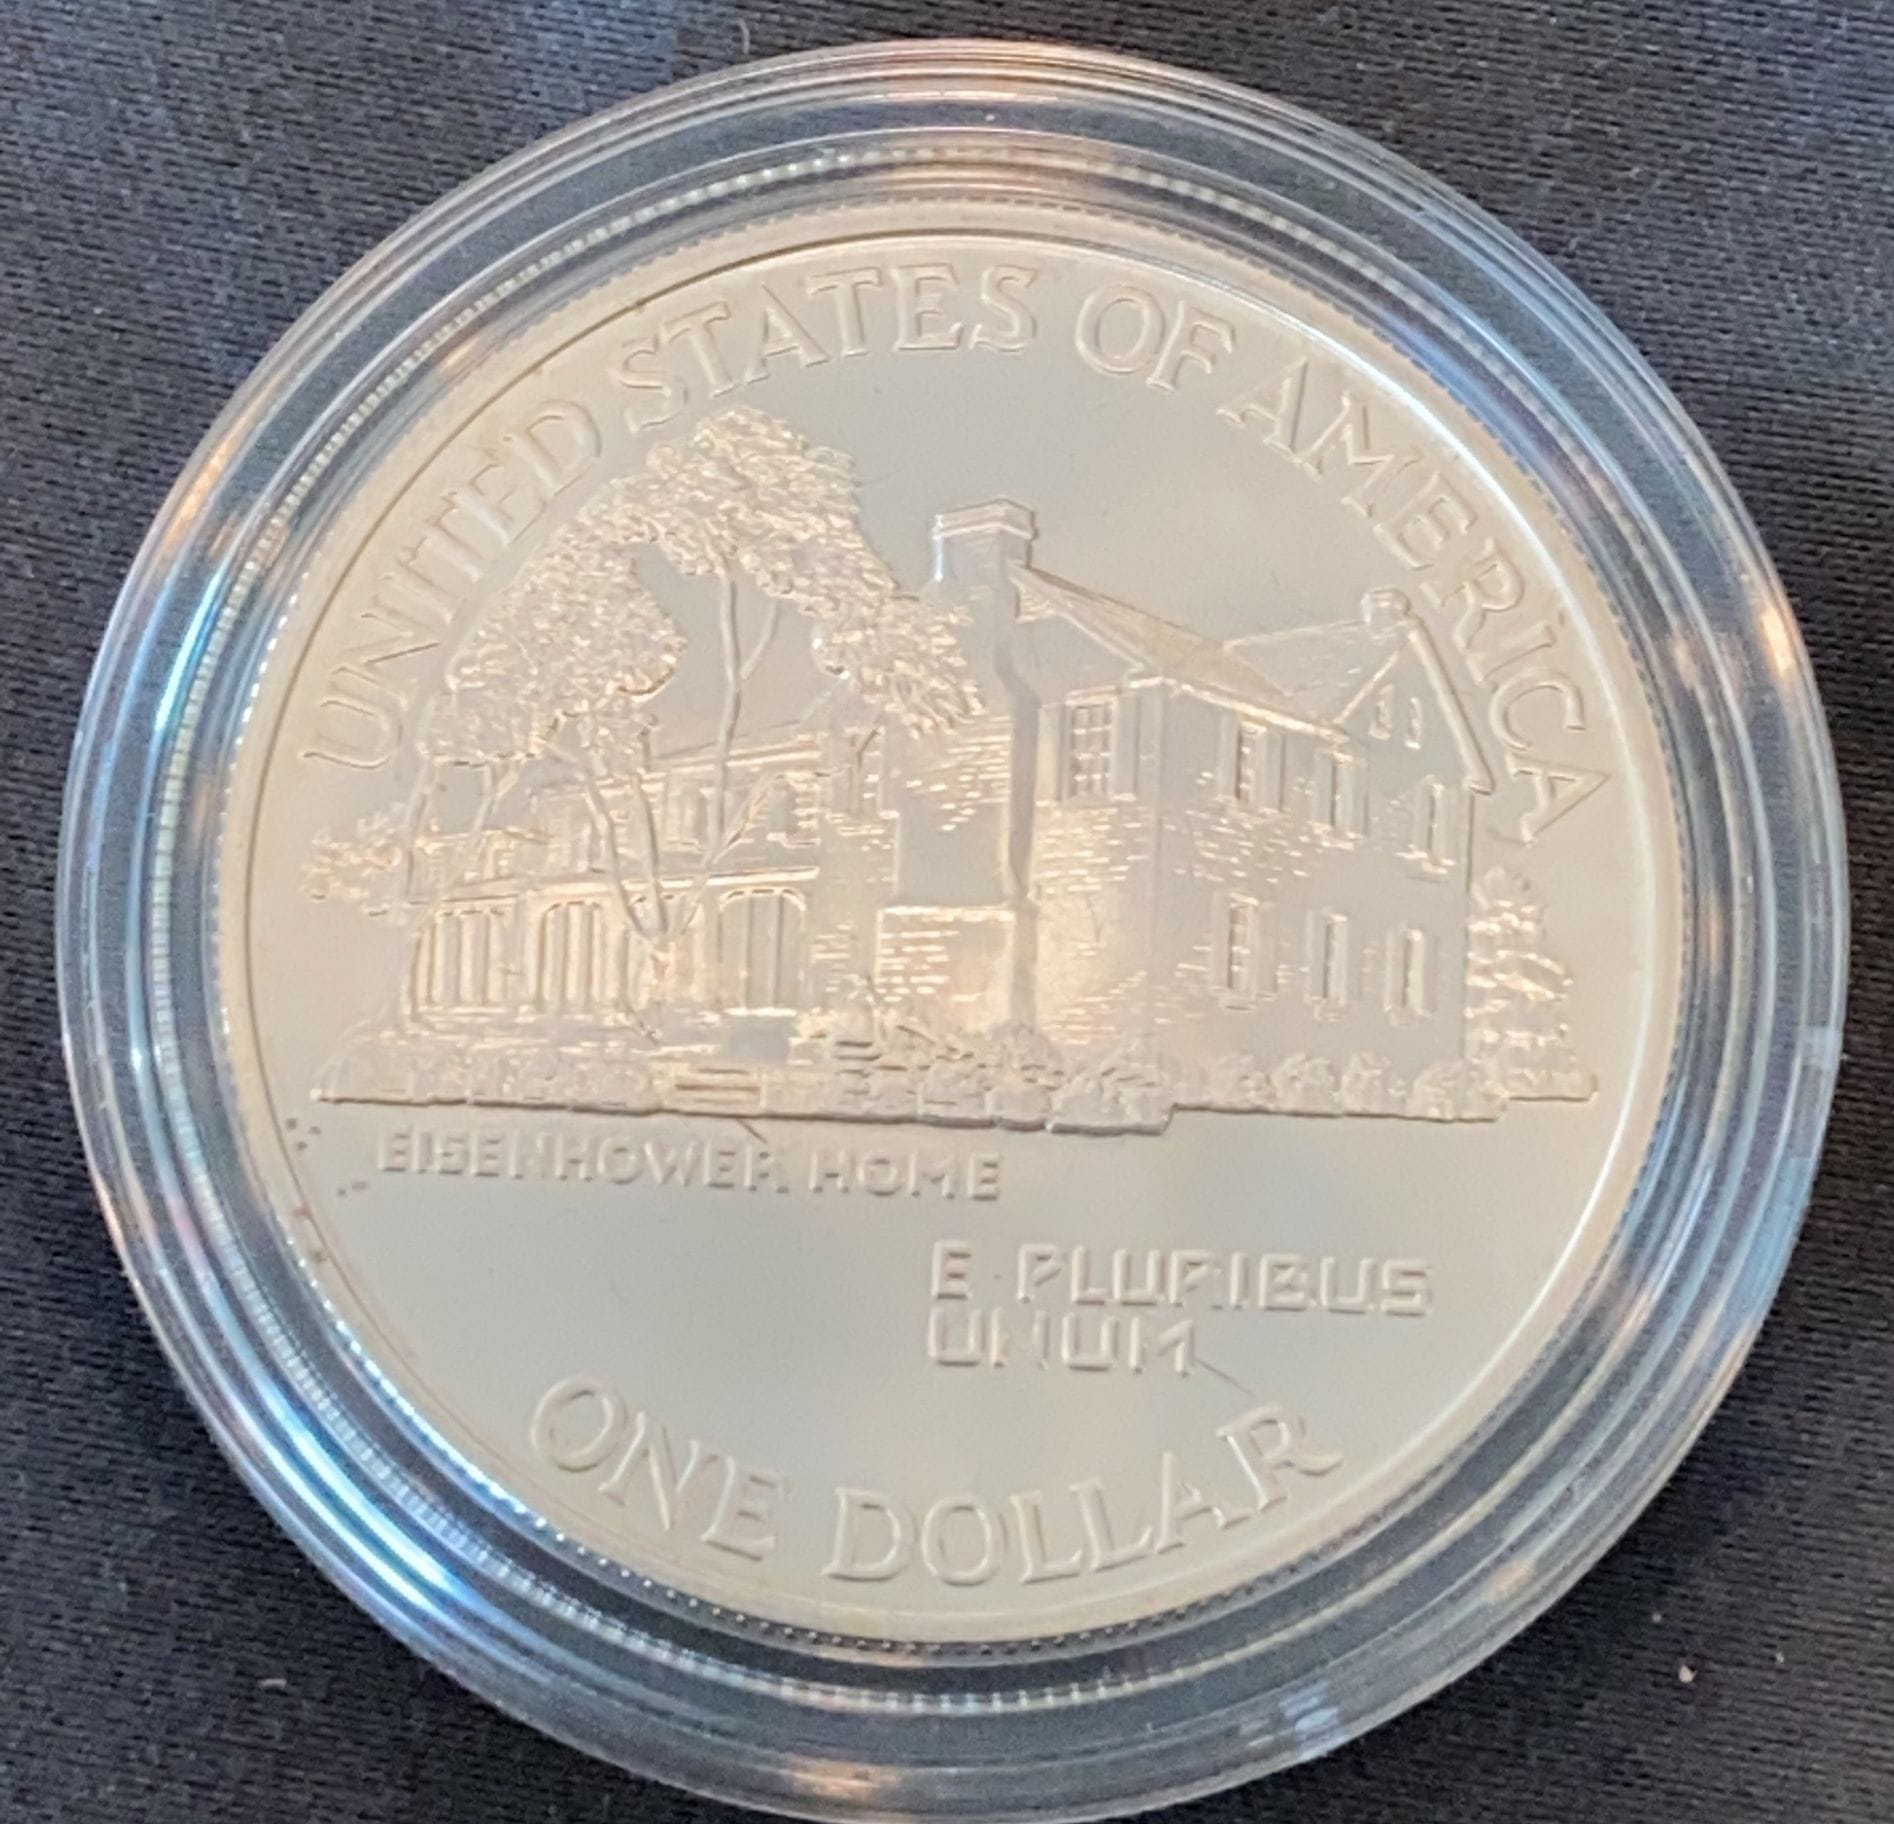 UNITED STATES OF AMERICA
EISENHOWER HOME
E PLURIBUS
UNUM
ONE DOLLAR